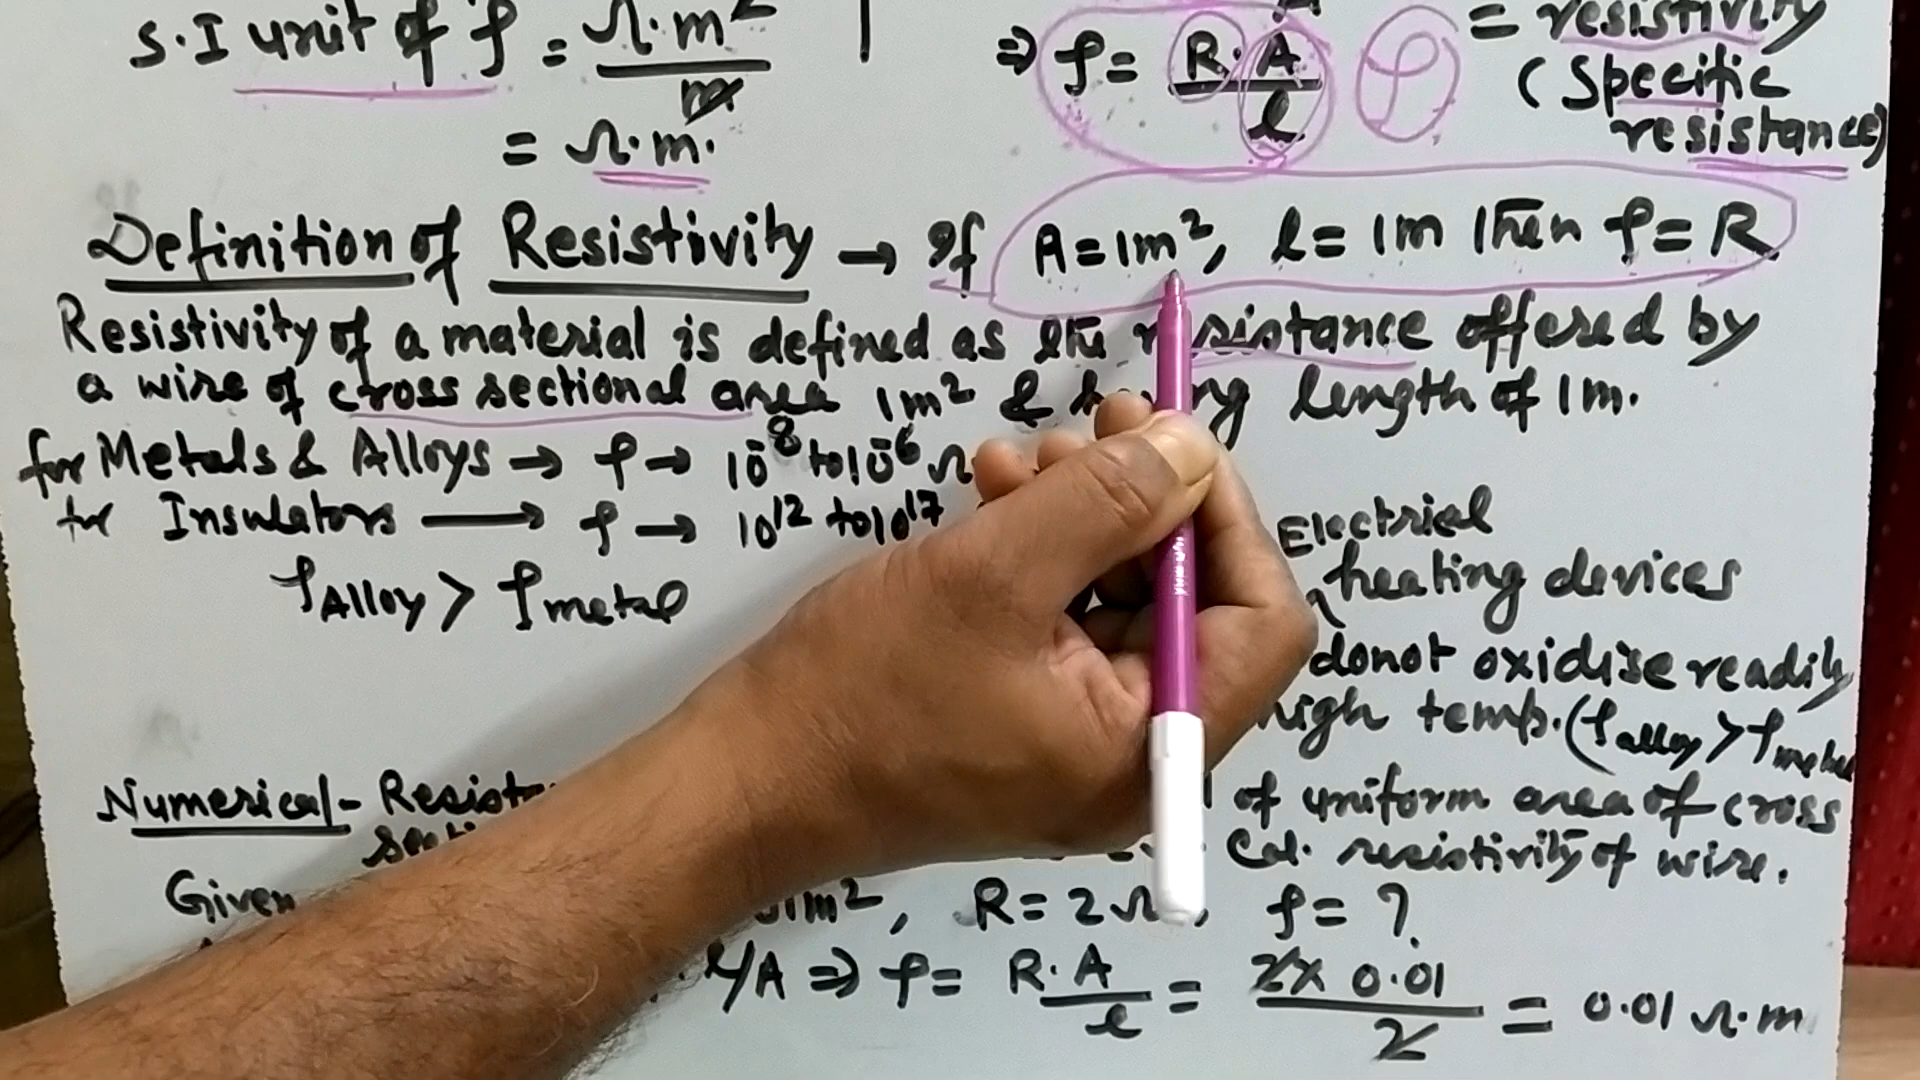 S.I unit of ρ = Ω.m²/m
= Ω.m.
⇒ ρ = R.A/l
ρ
= resistivity
(Specific
resistance)
Definition of Resistivity → If A = 1m², l = 1m then ρ = R
Resistivity of a material is defined as the resistance offered by
a wire of cross sectional area 1m² & having length of 1m.
for Metals & Alloys → ρ → 10⁻⁸ to 10⁻⁶ Ω
for Insulators ⟶ ρ → 10¹² to 10¹⁷
ρAlloy > ρmetal
Electrical
heating devices
donot oxidise readily
high temp. (ρalloy > ρmetal
Numerical - of uniform area of cross
Cal. resistivity of wire.
Given 1m², R = 2Ω, ρ = ?
l/A ⇒ ρ = R.A/l = 2 x 0.01/2 = 0.01 Ω.m